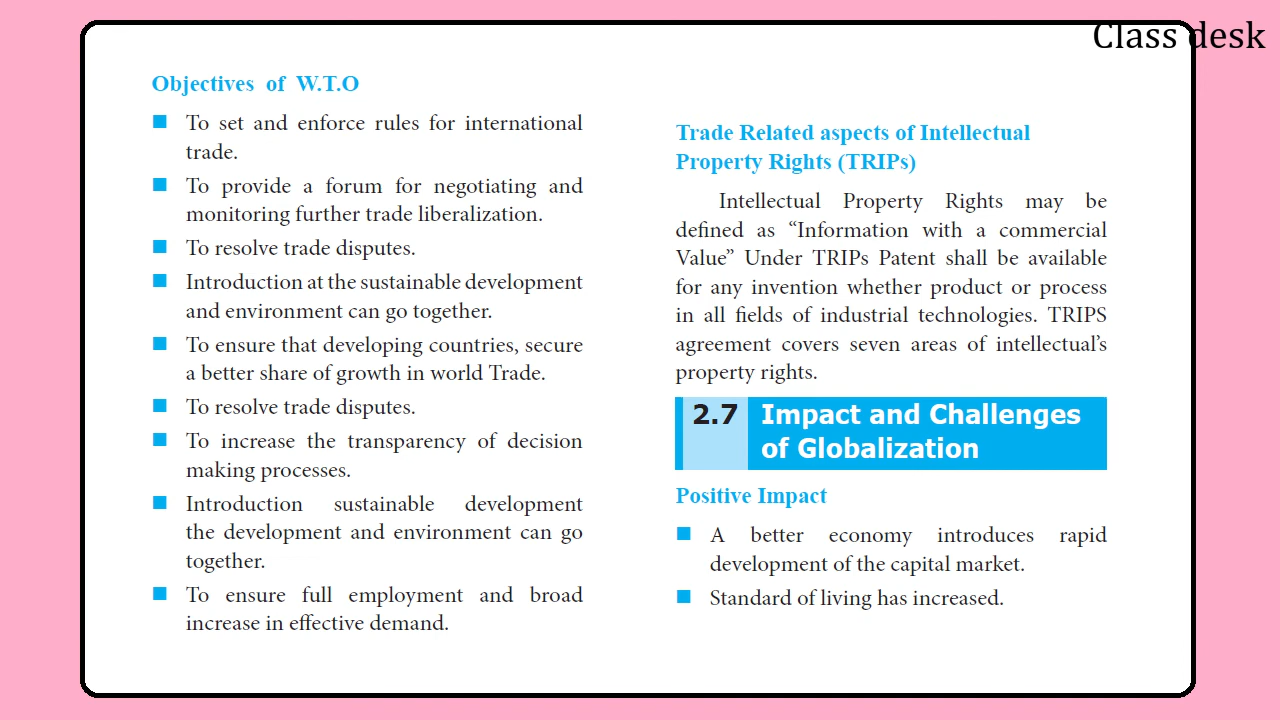 Class desk
Objectives of W.T.O
To set and enforce rules for international
trade.
To provide a forum for negotiating and
monitoring further trade liberalization.
To resolve trade disputes.
Introduction at the sustainable development
and environment can go together.
To ensure that developing countries, secure
a better share of growth in world Trade.
To resolve trade disputes.
To increase the transparency of decision
making processes.
Introduction sustainable development
the development and environment can go
together.
To ensure full employment and broad
increase in effective demand.
Trade Related aspects of Intellectual
Property Rights (TRIPs)
Intellectual Property Rights may be
defined as “Information with a commercial
Value” Under TRIPs Patent shall be available
for any invention whether product or process
in all fields of industrial technologies. TRIPS
agreement covers seven areas of intellectual’s
property rights.
2.7 Impact and Challenges
of Globalization
Positive Impact
A better economy introduces rapid
development of the capital market.
Standard of living has increased.